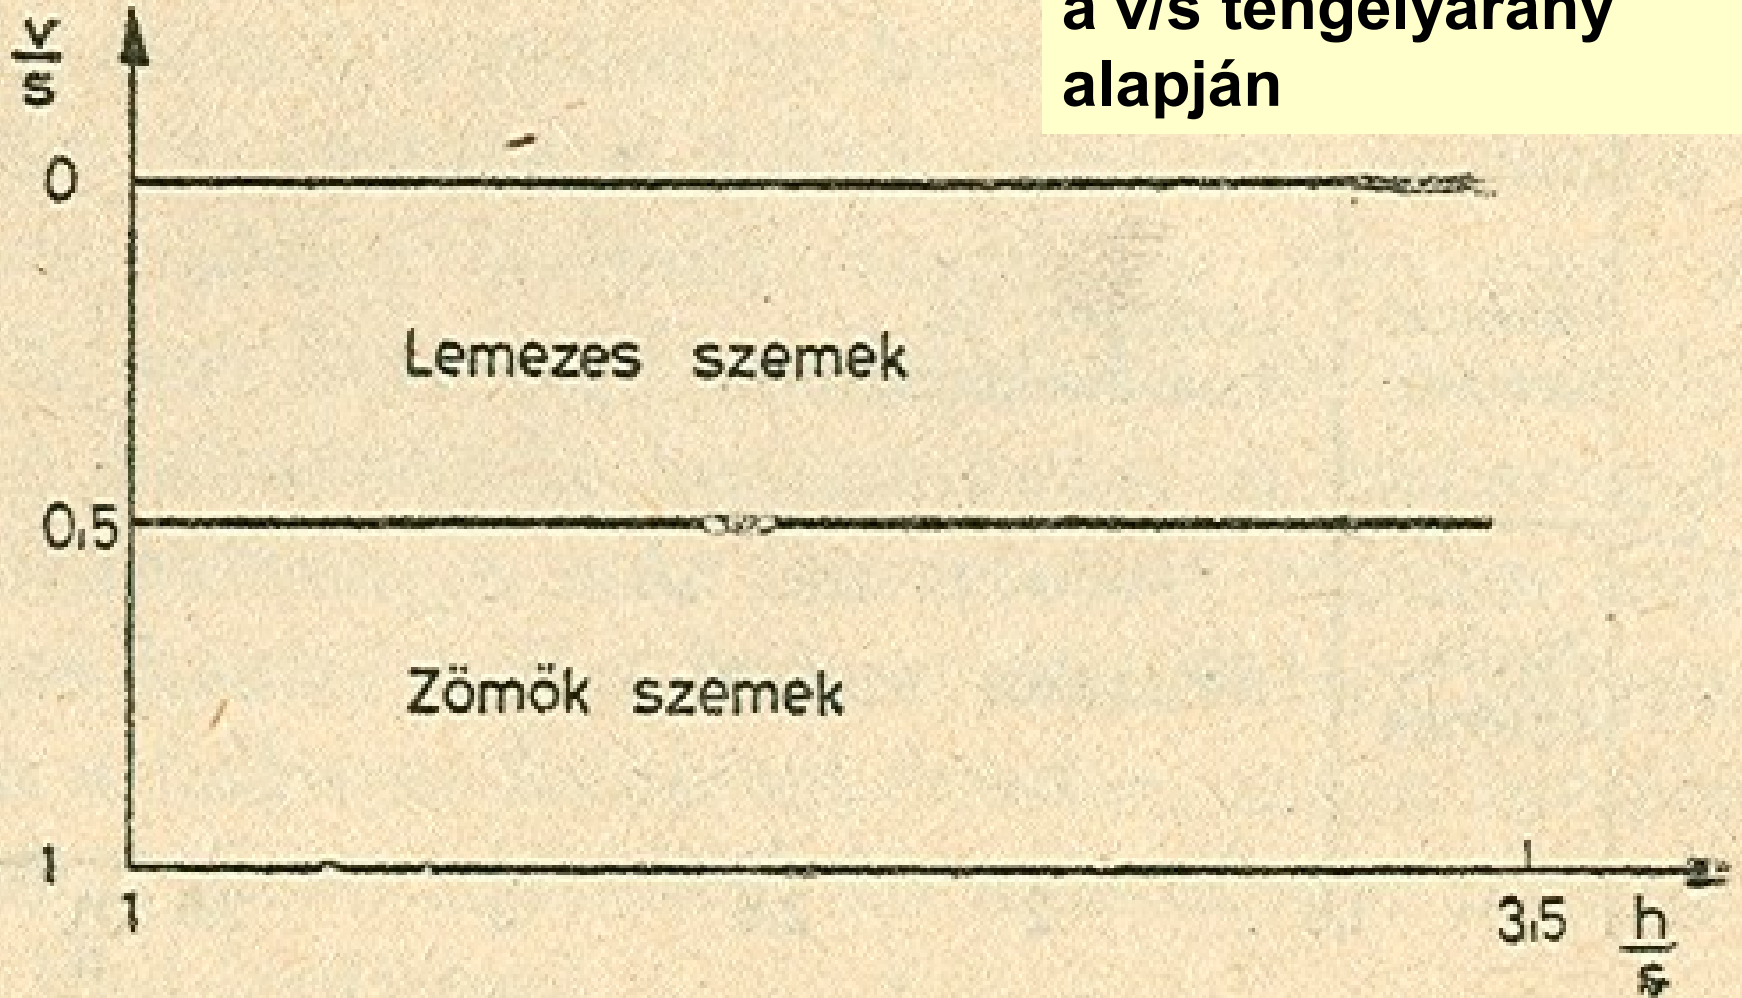 a v/s tengelyarány
alapján
v
s
0
Lemezes szemek
0,5
Zömök szemek
1
1
3,5
h
s